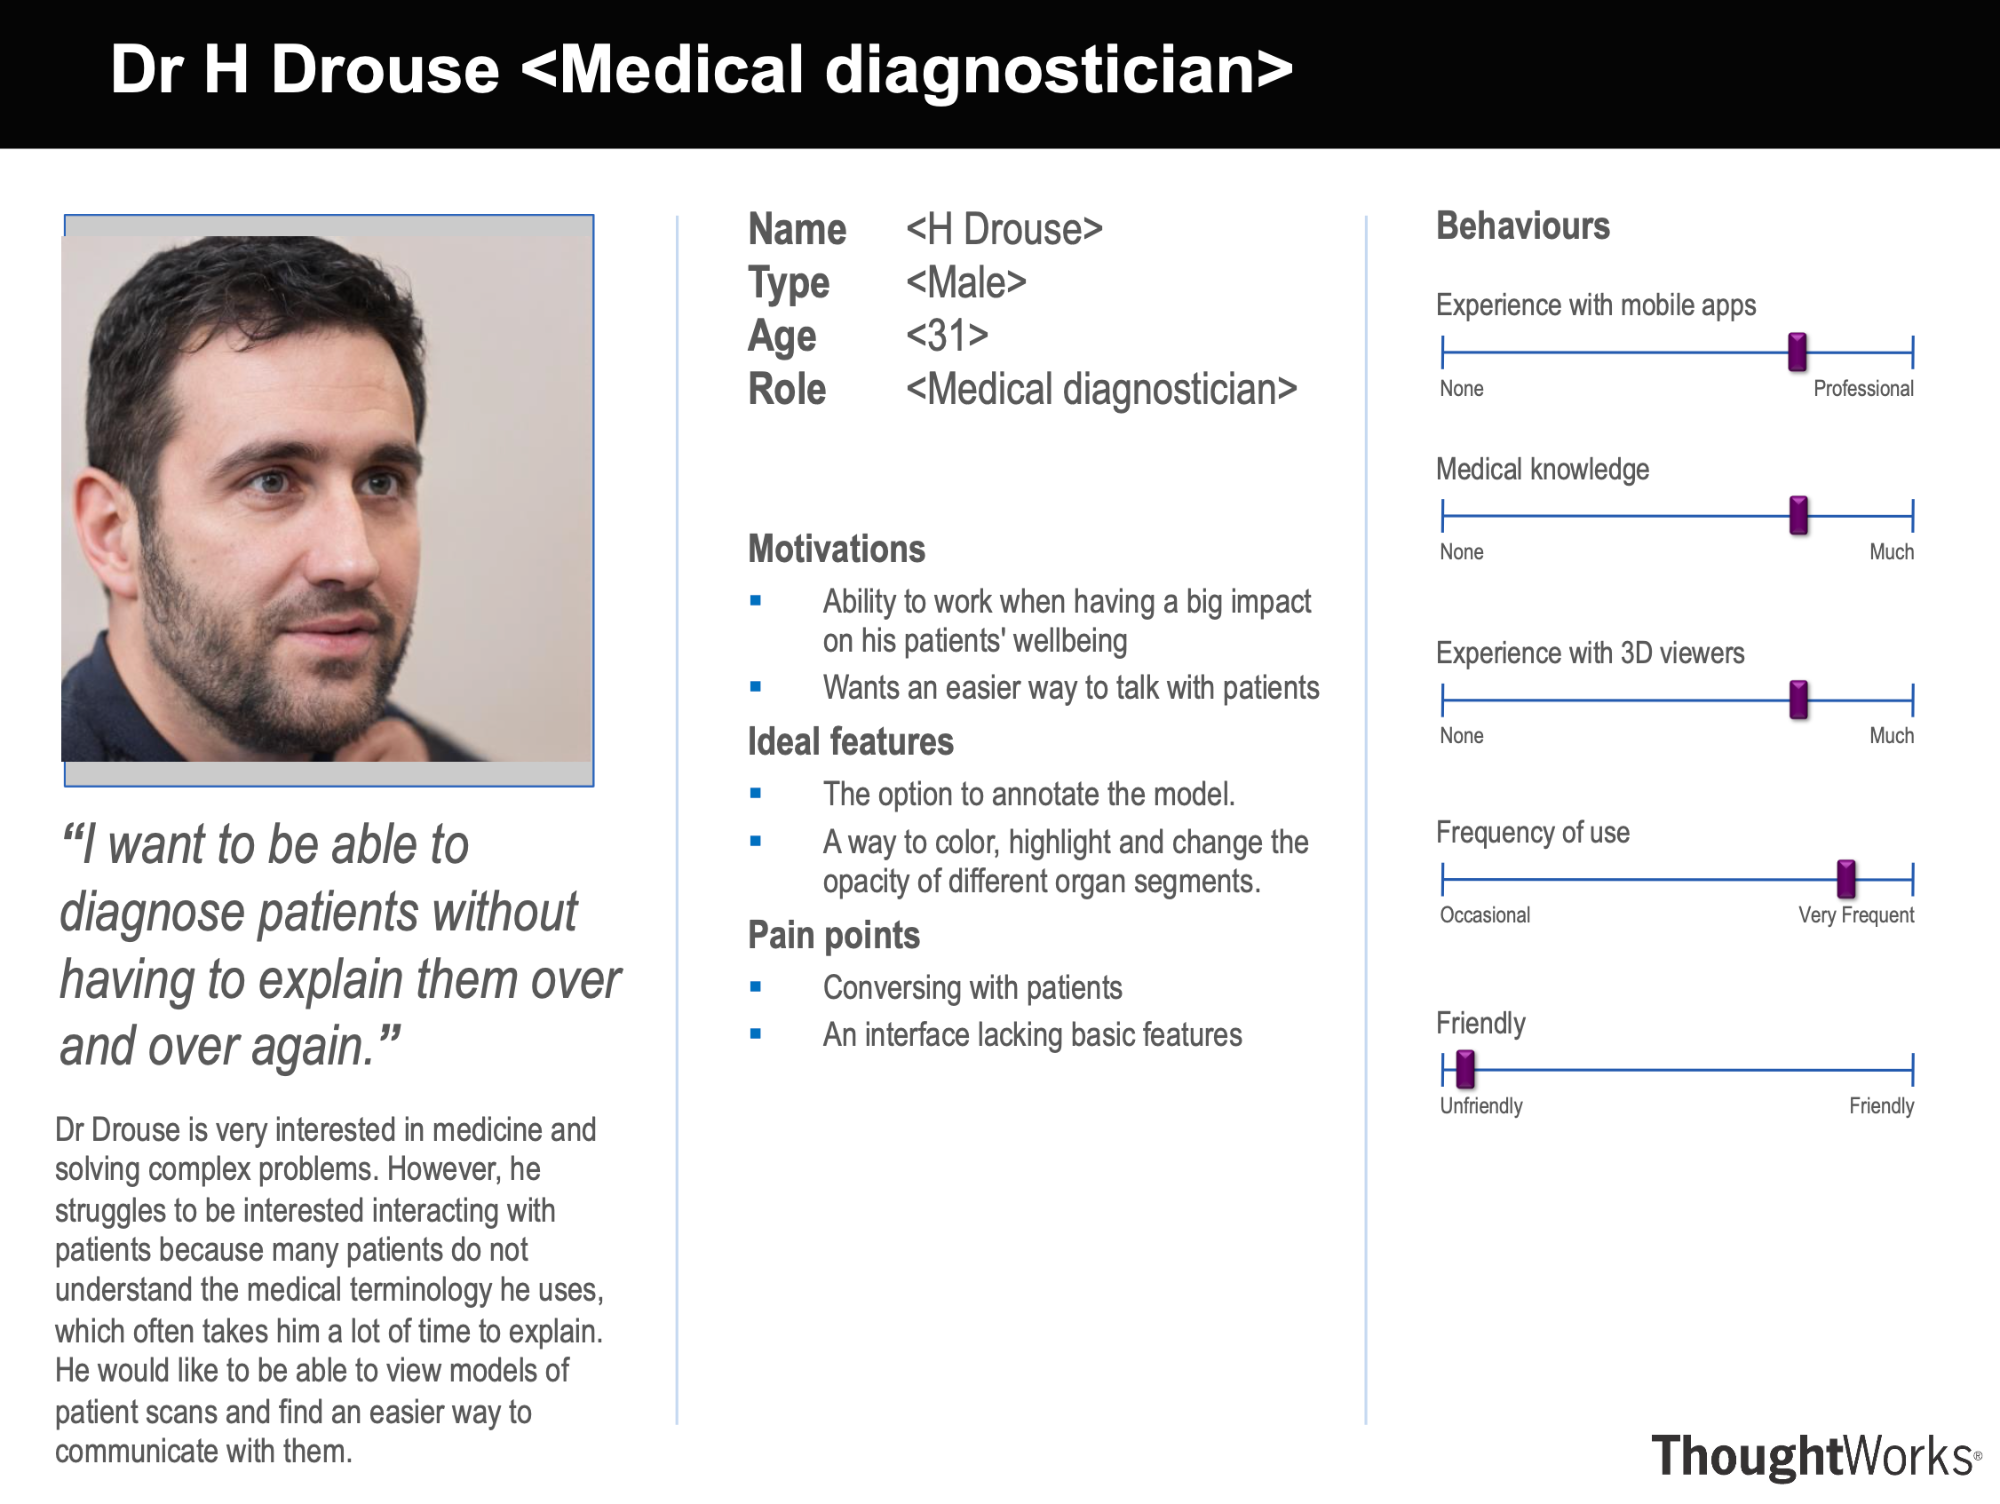 Dr H Drouse <Medical diagnostician>
“I want to be able to
diagnose patients without
having to explain them over
and over again.”
Dr Drouse is very interested in medicine and
solving complex problems. However, he
struggles to be interested interacting with
patients because many patients do not
understand the medical terminology he uses,
which often takes him a lot of time to explain.
He would like to be able to view models of
patient scans and find an easier way to
communicate with them.
Name <H Drouse>
Type <Male>
Age <31>
Role <Medical diagnostician>
Motivations
Ability to work when having a big impact
on his patients' wellbeing
Wants an easier way to talk with patients
Ideal features
The option to annotate the model.
A way to color, highlight and change the
opacity of different organ segments.
Pain points
Conversing with patients
An interface lacking basic features
Behaviours
Experience with mobile apps
None Professional
Medical knowledge
None Much
Experience with 3D viewers
None Much
Frequency of use
Occasional Very Frequent
Friendly
Unfriendly Friendly
ThoughtWorks®